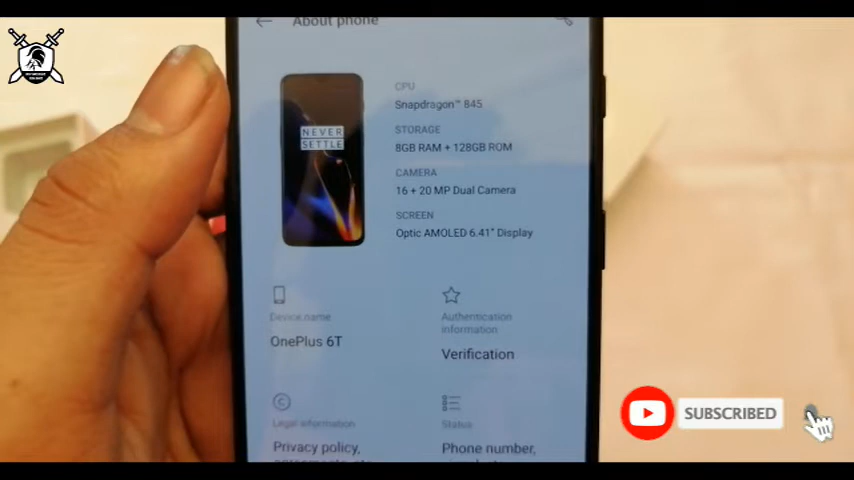 About phone
CPU
Snapdragon™ 845
STORAGE
8GB RAM + 128GB ROM
CAMERA
16 + 20 MP Dual Camera
SCREEN
Optic AMOLED 6.41" Display
NEVER
SETTLE
Device name
OnePlus 6T
Authentication
information
Verification
Legal information
Privacy policy,
Status
Phone number,
SUBSCRIBED